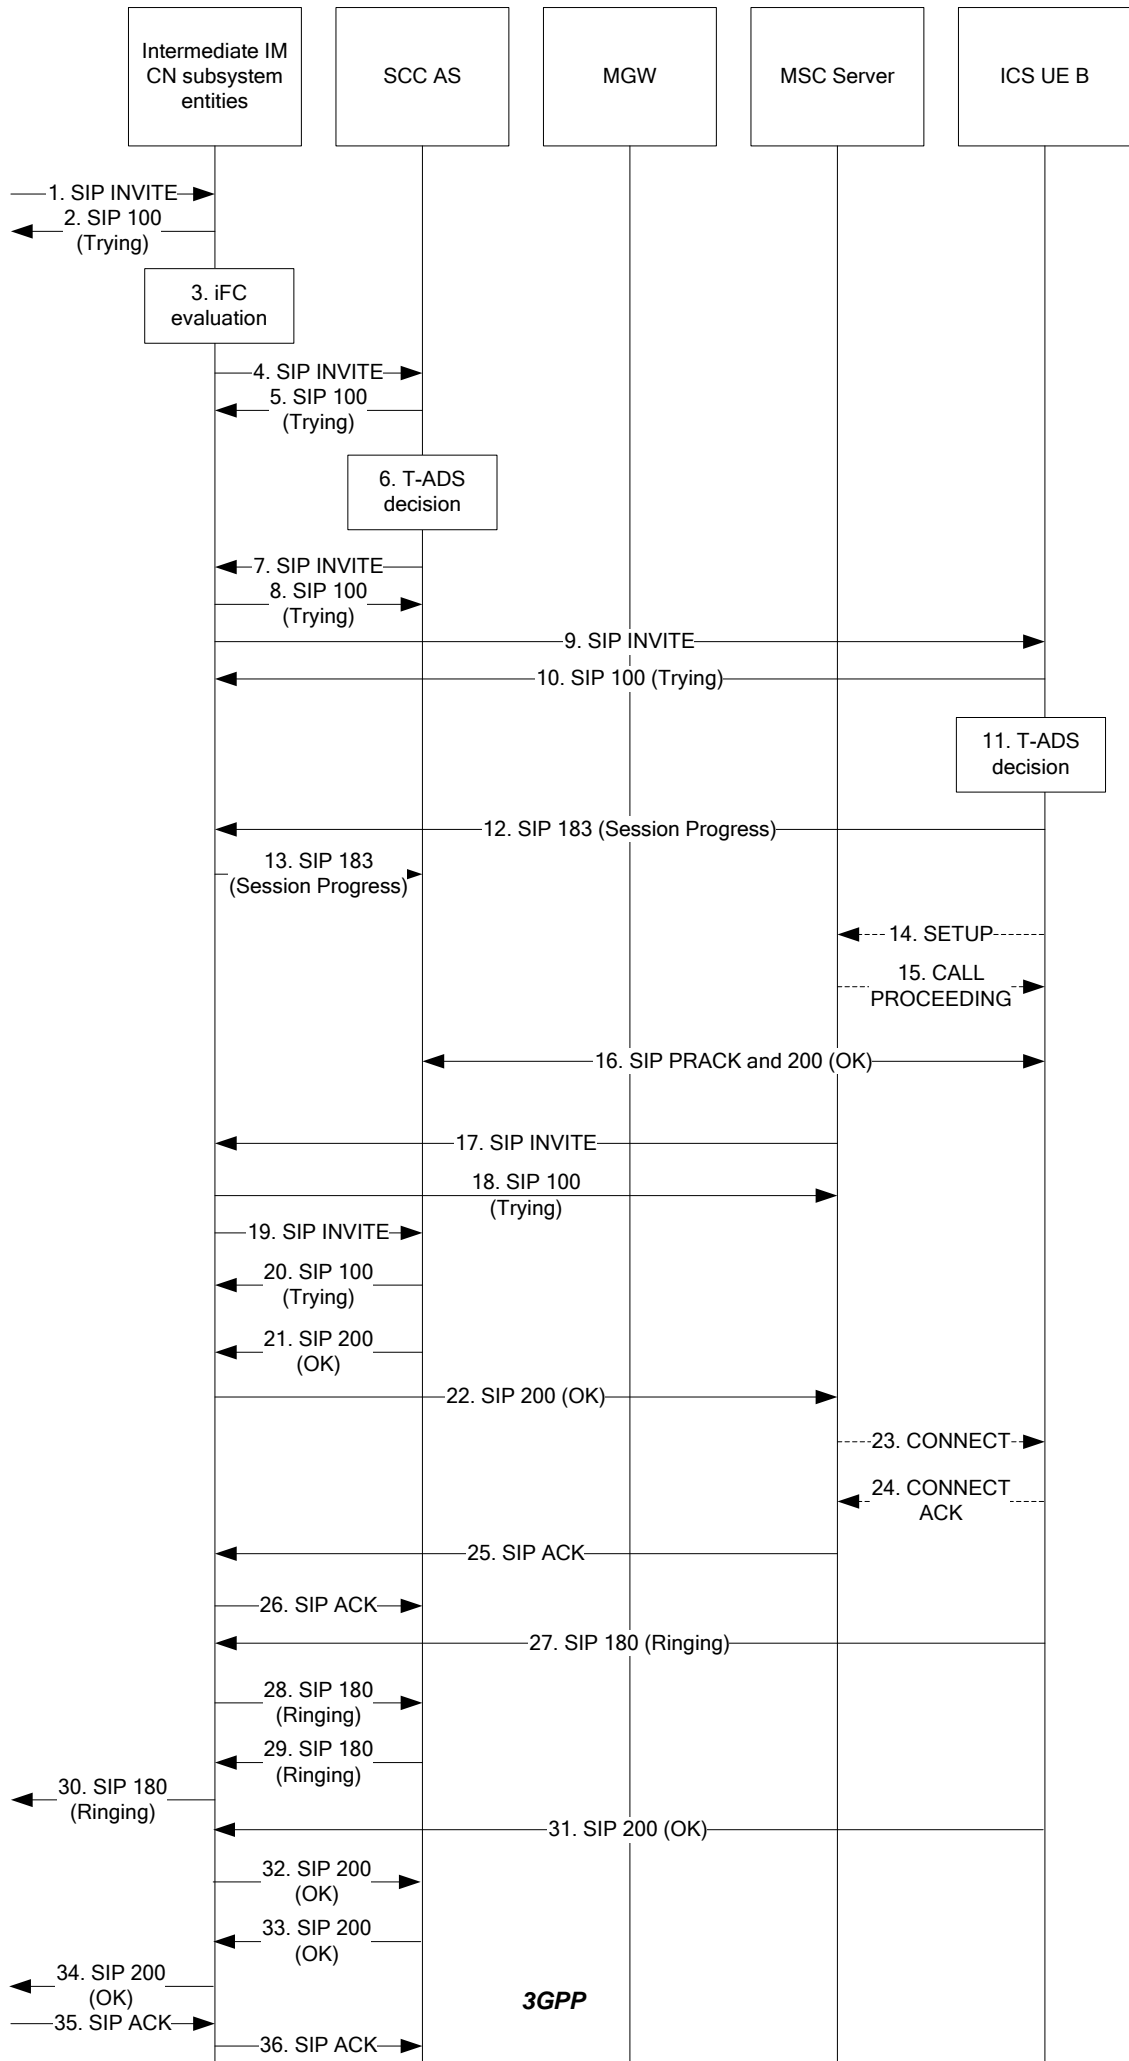 Intermediate IM
CN subsystem
entities
SCC AS
MGW
MSC Server
ICS UE B
1. SIP INVITE
2. SIP 100
(Trying)
3. iFC
evaluation
4. SIP INVITE
5. SIP 100
(Trying)
6. T-ADS
decision
7. SIP INVITE
8. SIP 100
(Trying)
9. SIP INVITE
10. SIP 100 (Trying)
11. T-ADS
decision
12. SIP 183 (Session Progress)
13. SIP 183
(Session Progress)
14. SETUP
15. CALL
PROCEEDING
16. SIP PRACK and 200 (OK)
17. SIP INVITE
18. SIP 100
(Trying)
19. SIP INVITE
20. SIP 100
(Trying)
21. SIP 200
(OK)
22. SIP 200 (OK)
23. CONNECT
24. CONNECT
ACK
25. SIP ACK
26. SIP ACK
27. SIP 180 (Ringing)
28. SIP 180
(Ringing)
29. SIP 180
(Ringing)
30. SIP 180
(Ringing)
31. SIP 200 (OK)
32. SIP 200
(OK)
33. SIP 200
(OK)
34. SIP 200
(OK)
3GPP
35. SIP ACK
36. SIP ACK